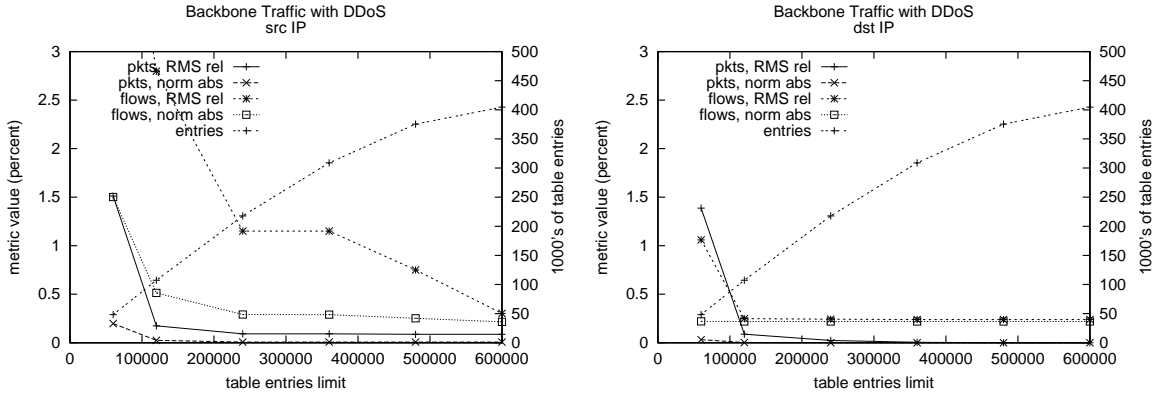 Backbone Traffic with DDoS
src IP
3
2.5
2
1.5
1
0.5
0
metric value (percent)
pkts, RMS rel
pkts, norm abs
flows, RMS rel
flows, norm abs
entries
500
450
400
350
300
250
200
150
100
50
0
1000's of table entries
0 100000 200000 300000 400000 500000 600000
table entries limit
Backbone Traffic with DDoS
dst IP
3
2.5
2
1.5
1
0.5
0
metric value (percent)
pkts, RMS rel
pkts, norm abs
flows, RMS rel
flows, norm abs
entries
500
450
400
350
300
250
200
150
100
50
0
1000's of table entries
0 100000 200000 300000 400000 500000 600000
table entries limit